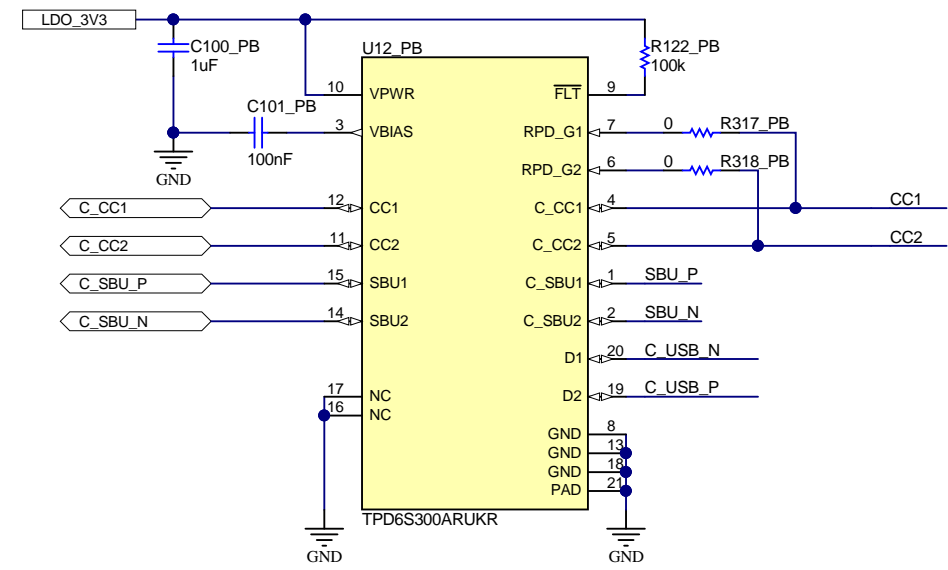 LDO_3V3
C100_PB
1uF
U12_PB
R122_PB
100k
10 VPWR
FLT 9
C101_PB
100nF
3 VBIAS
RPD_G1 7 0 R317_PB
GND
RPD_G2 6 0 R318_PB
C_CC1 12 CC1
C_CC1 4 CC1
C_CC2 11 CC2
C_CC2 5 CC2
C_SBU_P 15 SBU1
C_SBU1 1 SBU_P
C_SBU_N 14 SBU2
C_SBU2 2 SBU_N
D1 20 C_USB_N
17 NC
D2 19 C_USB_P
16 NC
GND 8
GND 13
GND 18
PAD 21
TPD6S300ARUKR
GND
GND